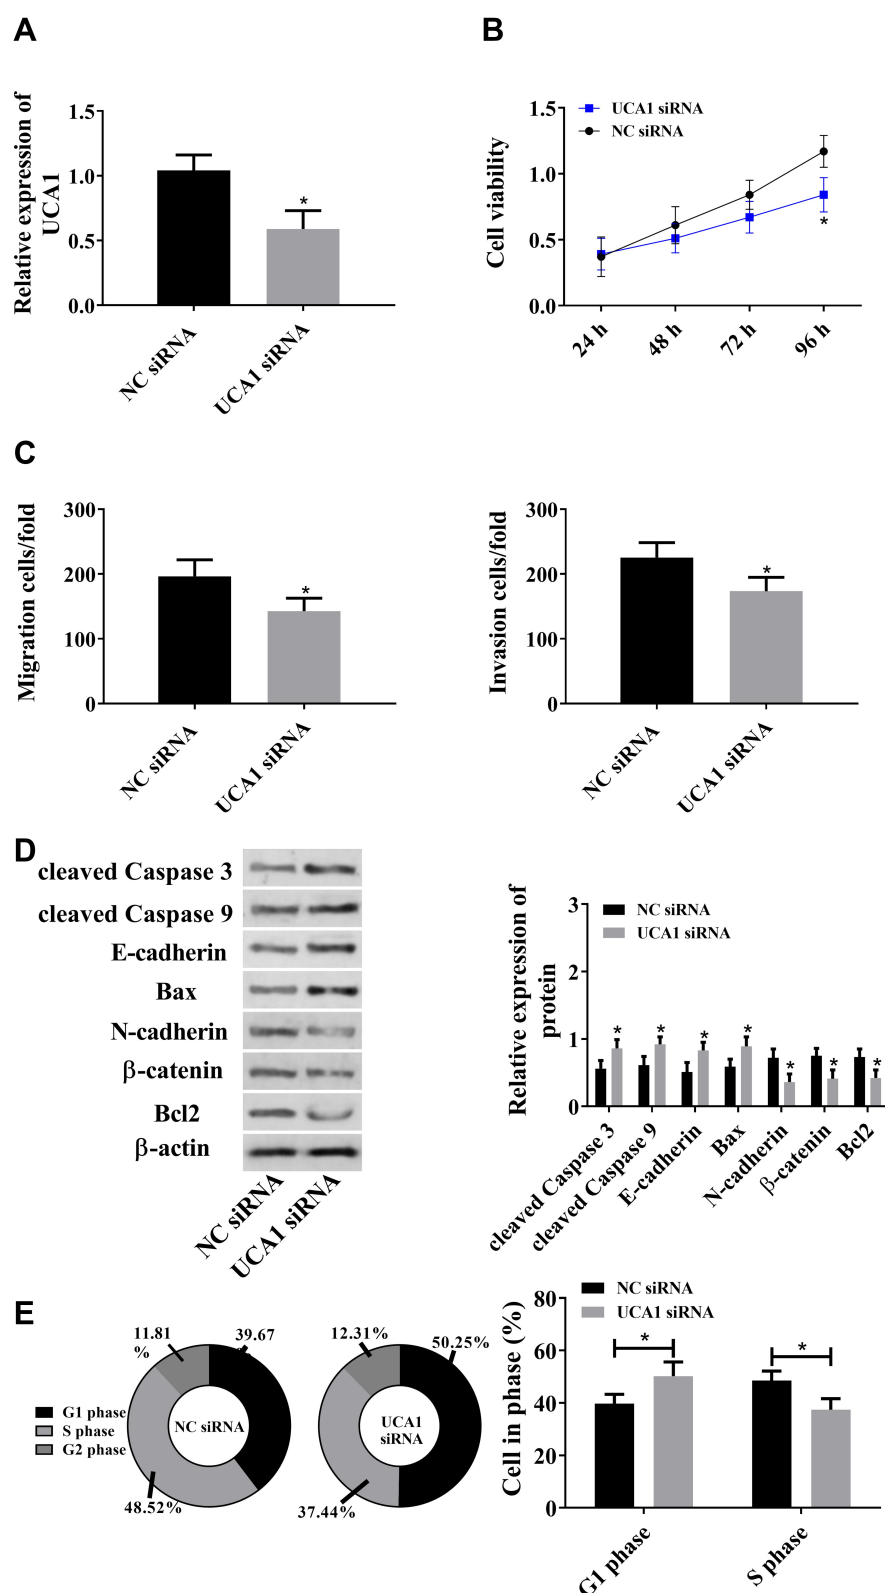 A
Relative expression of
UCA1
1.5
1.0
0.5
0.0
*
NC siRNA
UCA1 siRNA
B
Cell viability
1.5
1.0
0.5
0.0
UCA1 siRNA
NC siRNA
*
24 h
48 h
72 h
96 h
C
Migration cells/fold
300
200
100
0
*
NC siRNA
UCA1 siRNA
Invasion cells/fold
300
200
100
0
*
NC siRNA
UCA1 siRNA
D
cleaved Caspase 3
cleaved Caspase 9
E-cadherin
Bax
N-cadherin
β-catenin
Bcl2
β-actin
NC siRNA
UCA1 siRNA
Relative expression of
protein
3
2
1
0
NC siRNA
UCA1 siRNA
* * * * * * *
cleaved Caspase 3
cleaved Caspase 9
E-cadherin
Bax
N-cadherin
β-catenin
Bcl2
E
G1 phase
S phase
G2 phase
11.81
%
39.67
NC siRNA
48.52%
12.31%
50.25%
UCA1
siRNA
37.44%
Cell in phase (%)
80
60
40
20
0
NC siRNA
UCA1 siRNA
*
*
G1 phase
S phase